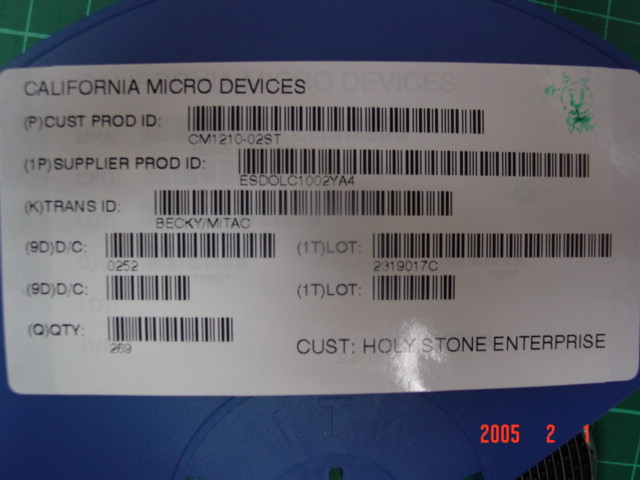 CALIFORNIA MICRO DEVICES
(P)CUST PROD ID:
CM1210-02ST
(1P)SUPPLIER PROD ID:
ESDOLC1002YA4
(K)TRANS ID:
BECKY/MITAC
(9D)D/C: (1T)LOT:
0252 2319017C
(9D)D/C: (1T)LOT:
(Q)QTY:
269
CUST: HOLY STONE ENTERPRISE
2005 2 1